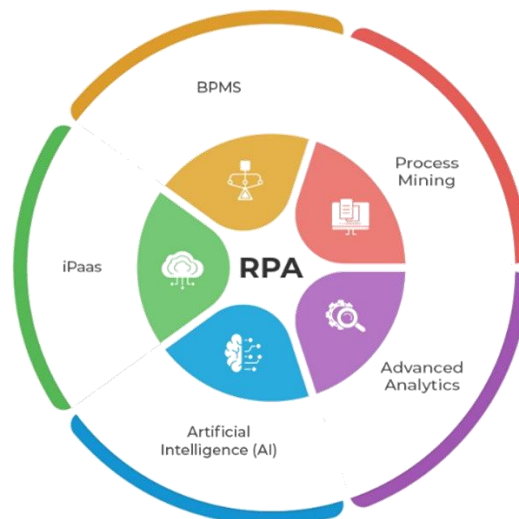 BPMS
Process
Mining
iPaas
RPA
Advanced
Analytics
Artificial
Intelligence (AI)